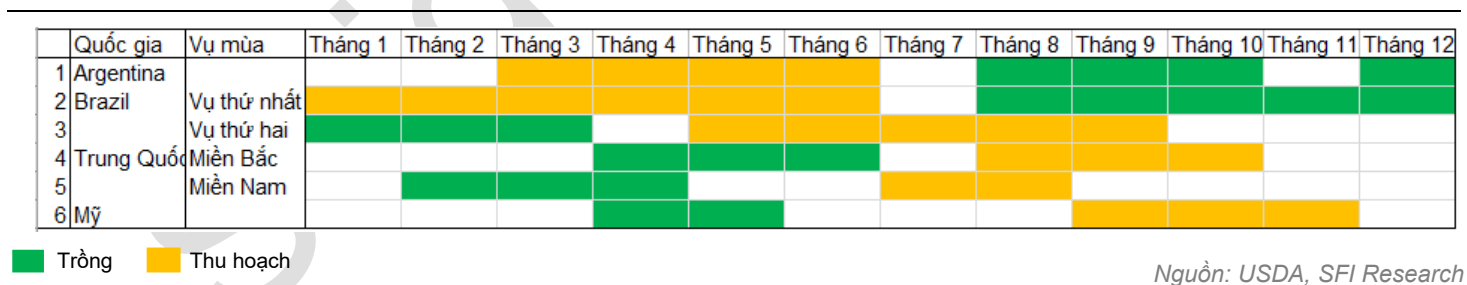 Quốc gia Vụ mùa Tháng 1 Tháng 2 Tháng 3 Tháng 4 Tháng 5 Tháng 6 Tháng 7 Tháng 8 Tháng 9 Tháng 10 Tháng 11 Tháng 12
1 Argentina
2 Brazil Vụ thứ nhất
3 Vụ thứ hai
4 Trung Quốc Miền Bắc
5 Miền Nam
6 Mỹ
Trồng Thu hoạch
Nguồn: USDA, SFI Research